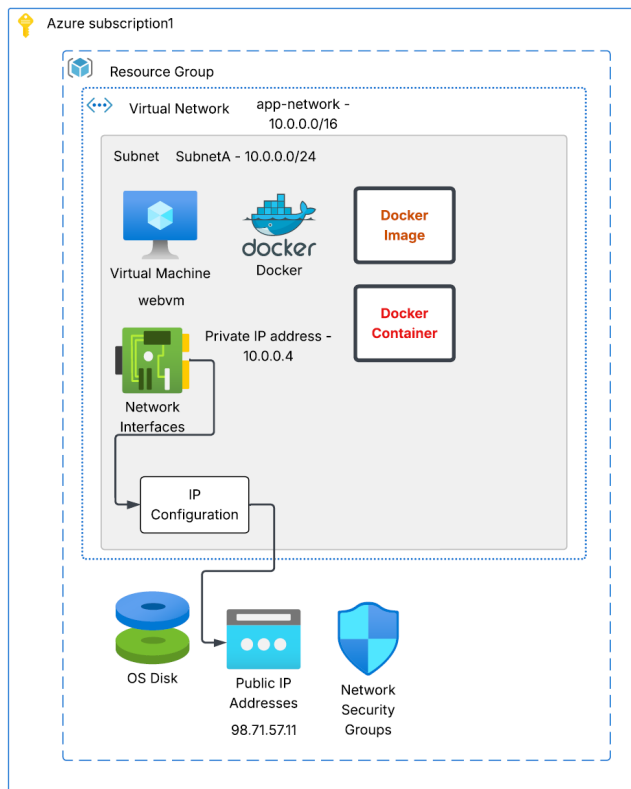 Azure subscription1
Resource Group
Virtual Network
app-network -
10.0.0.0/16
Subnet
SubnetA - 10.0.0.0/24
docker
Docker
Virtual Machine
webvm
Docker
Image
Docker
Container
Private IP address -
10.0.0.4
Network
Interfaces
IP
Configuration
OS Disk
Public IP
Addresses
98.71.57.11
Network
Security
Groups